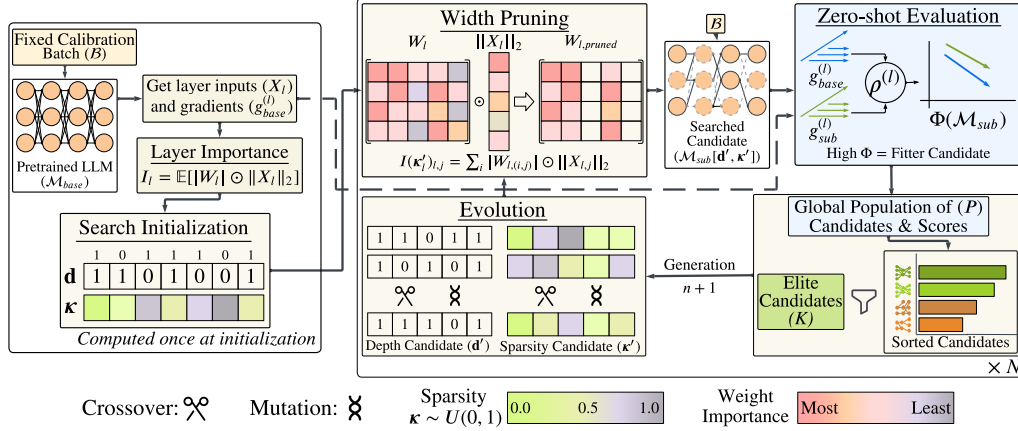 Fixed Calibration
Batch (ℬ)
Pretrained LLM
(ℳ_base)
Get layer inputs (X_l)
and gradients (g_base^(l))
Layer Importance
I_l = 𝔼[|W_l| ⊙ ‖X_l‖_2]
Search Initialization
1 0 1 1 1 0 1
d 1 1 0 1 0 0 1
κ
Computed once at initialization
Width Pruning
W_l ||X_l||_2 W_l,pruned
⊙
I(κ'_l)_l,j = ∑_i |W_l,(i,j)| ⊙ ||X_l,j||_2
ℬ
Searched
Candidate
(ℳ_sub[d', κ'])
Zero-shot Evaluation
g_base^(l)
g_sub^(l)
ρ^(l)
Φ(ℳ_sub)
High Φ = Fitter Candidate
Evolution
1 1 0 1 1
1 0 1 1 0
1 1 1 0 1
Depth Candidate (d') Sparsity Candidate (κ')
Generation
n + 1
Global Population of (P)
Candidates & Scores
Elite
Candidates
(K)
Sorted Candidates
× N
Crossover: Mutation:
Sparsity
κ ∼ U(0, 1)
0.0 0.5 1.0
Weight
Importance
Most Least